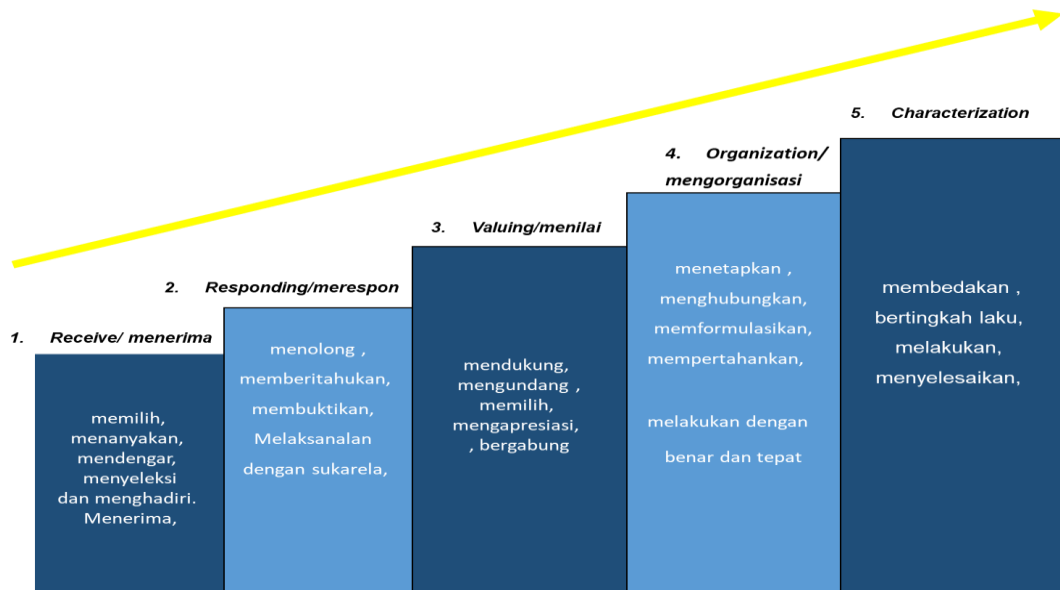 1. Receive/ menerima
memilih,
menanyakan,
mendengar,
menyeleksi
dan menghadiri.
Menerima,
2. Responding/merespon
menolong ,
memberitahukan,
membuktikan,
Melaksanalan
dengan sukarela,
3. Valuing/menilai
mendukung,
mengundang ,
memilih,
mengapresiasi,
, bergabung
4. Organization/
mengorganisasi
menetapkan ,
menghubungkan,
memformulasikan,
mempertahankan,
melakukan dengan
benar dan tepat
5. Characterization
membedakan ,
bertingkah laku,
melakukan,
menyelesaikan,